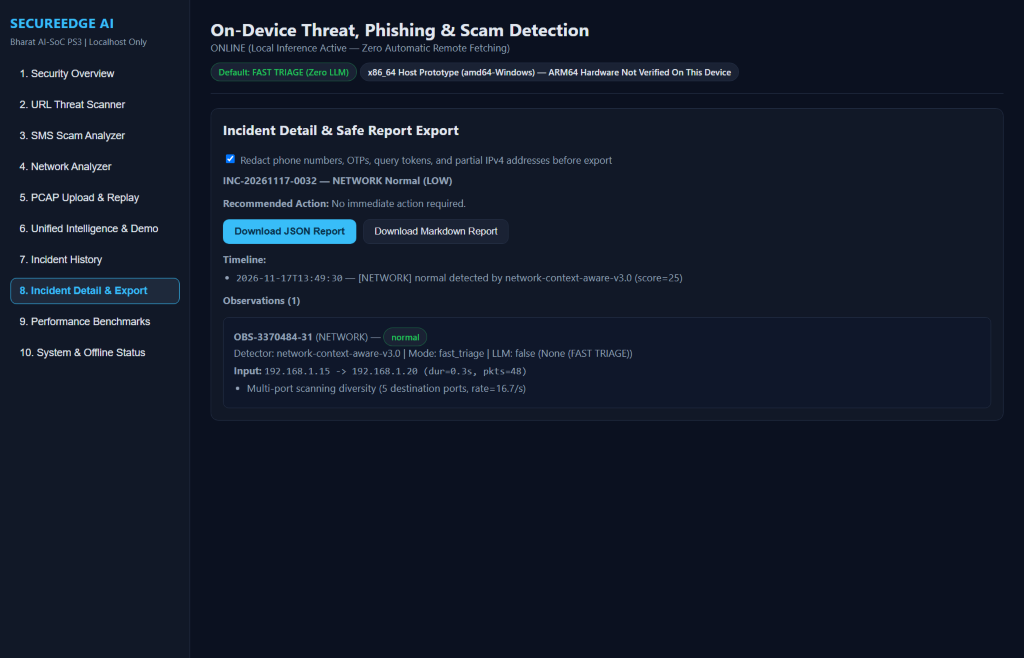 SECUREEDGE AI
Bharat AI-SoC PS3 | Localhost Only
1. Security Overview
2. URL Threat Scanner
3. SMS Scam Analyzer
4. Network Analyzer
5. PCAP Upload & Replay
6. Unified Intelligence & Demo
7. Incident History
8. Incident Detail & Export
9. Performance Benchmarks
10. System & Offline Status
On-Device Threat, Phishing & Scam Detection
ONLINE (Local Inference Active — Zero Automatic Remote Fetching)
Default: FAST TRIAGE (Zero LLM) x86_64 Host Prototype (amd64-Windows) — ARM64 Hardware Not Verified On This Device
Incident Detail & Safe Report Export
Redact phone numbers, OTPs, query tokens, and partial IPv4 addresses before export
INC-20261117-0032 — NETWORK Normal (LOW)
Recommended Action: No immediate action required.
Download JSON Report Download Markdown Report
Timeline:
• 2026-11-17T13:49:30 — [NETWORK] normal detected by network-context-aware-v3.0 (score=25)
Observations (1)
OBS-3370484-31 (NETWORK) — normal
Detector: network-context-aware-v3.0 | Mode: fast_triage | LLM: false (None (FAST TRIAGE))
Input: 192.168.1.15 -> 192.168.1.20 (dur=0.3s, pkts=48)
• Multi-port scanning diversity (5 destination ports, rate=16.7/s)